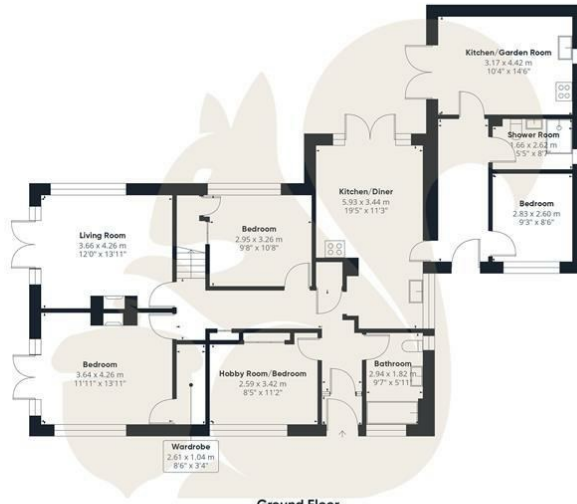 Kitchen/Garden Room
3.17 x 4.42 m
10'4" x 14'6"
Shower Room
1.66 x 2.62 m
5'5" x 8'7"
Kitchen/Diner
5.93 x 3.44 m
19'5" x 11'3"
Bedroom
2.83 x 2.60 m
9'3" x 8'6"
Living Room
3.66 x 4.26 m
12'0" x 13'11"
Bedroom
2.95 x 3.26 m
9'8" x 10'8"
Bedroom
3.64 x 4.26 m
11'11" x 13'11"
Hobby Room/Bedroom
2.59 x 3.42 m
8'5" x 11'2"
Bathroom
2.94 x 1.82 m
9'7" x 5'11"
Wardrobe
2.61 x 1.04 m
8'6" x 3'4"
Ground Floor